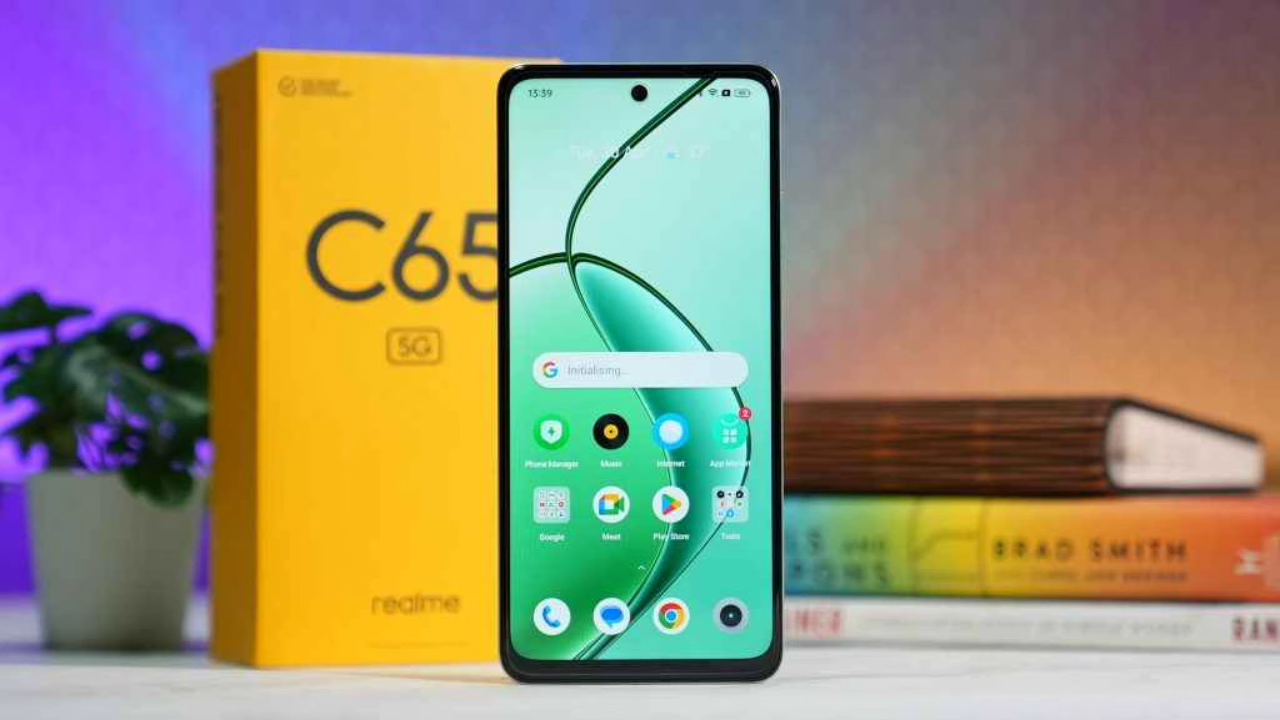 C65
5G
realme
13:39
Initialising...
2
Phone Manager
Music
Internet
App Market
Google
Meet
Play Store
Tools
BRAD SMITH